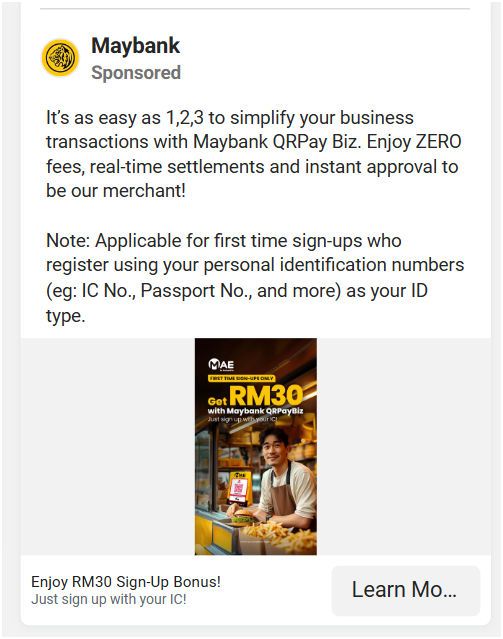 Maybank
Sponsored
It’s as easy as 1,2,3 to simplify your business
transactions with Maybank QRPay Biz. Enjoy ZERO
fees, real-time settlements and instant approval to
be our merchant!
Note: Applicable for first time sign-ups who
register using your personal identification numbers
(eg: IC No., Passport No., and more) as your ID
type.
MAE
FIRST TIME SIGN-UPS ONLY
Get RM30
with Maybank QRPayBiz
Just sign up with your IC!
Enjoy RM30 Sign-Up Bonus!
Just sign up with your IC!
Learn Mo...